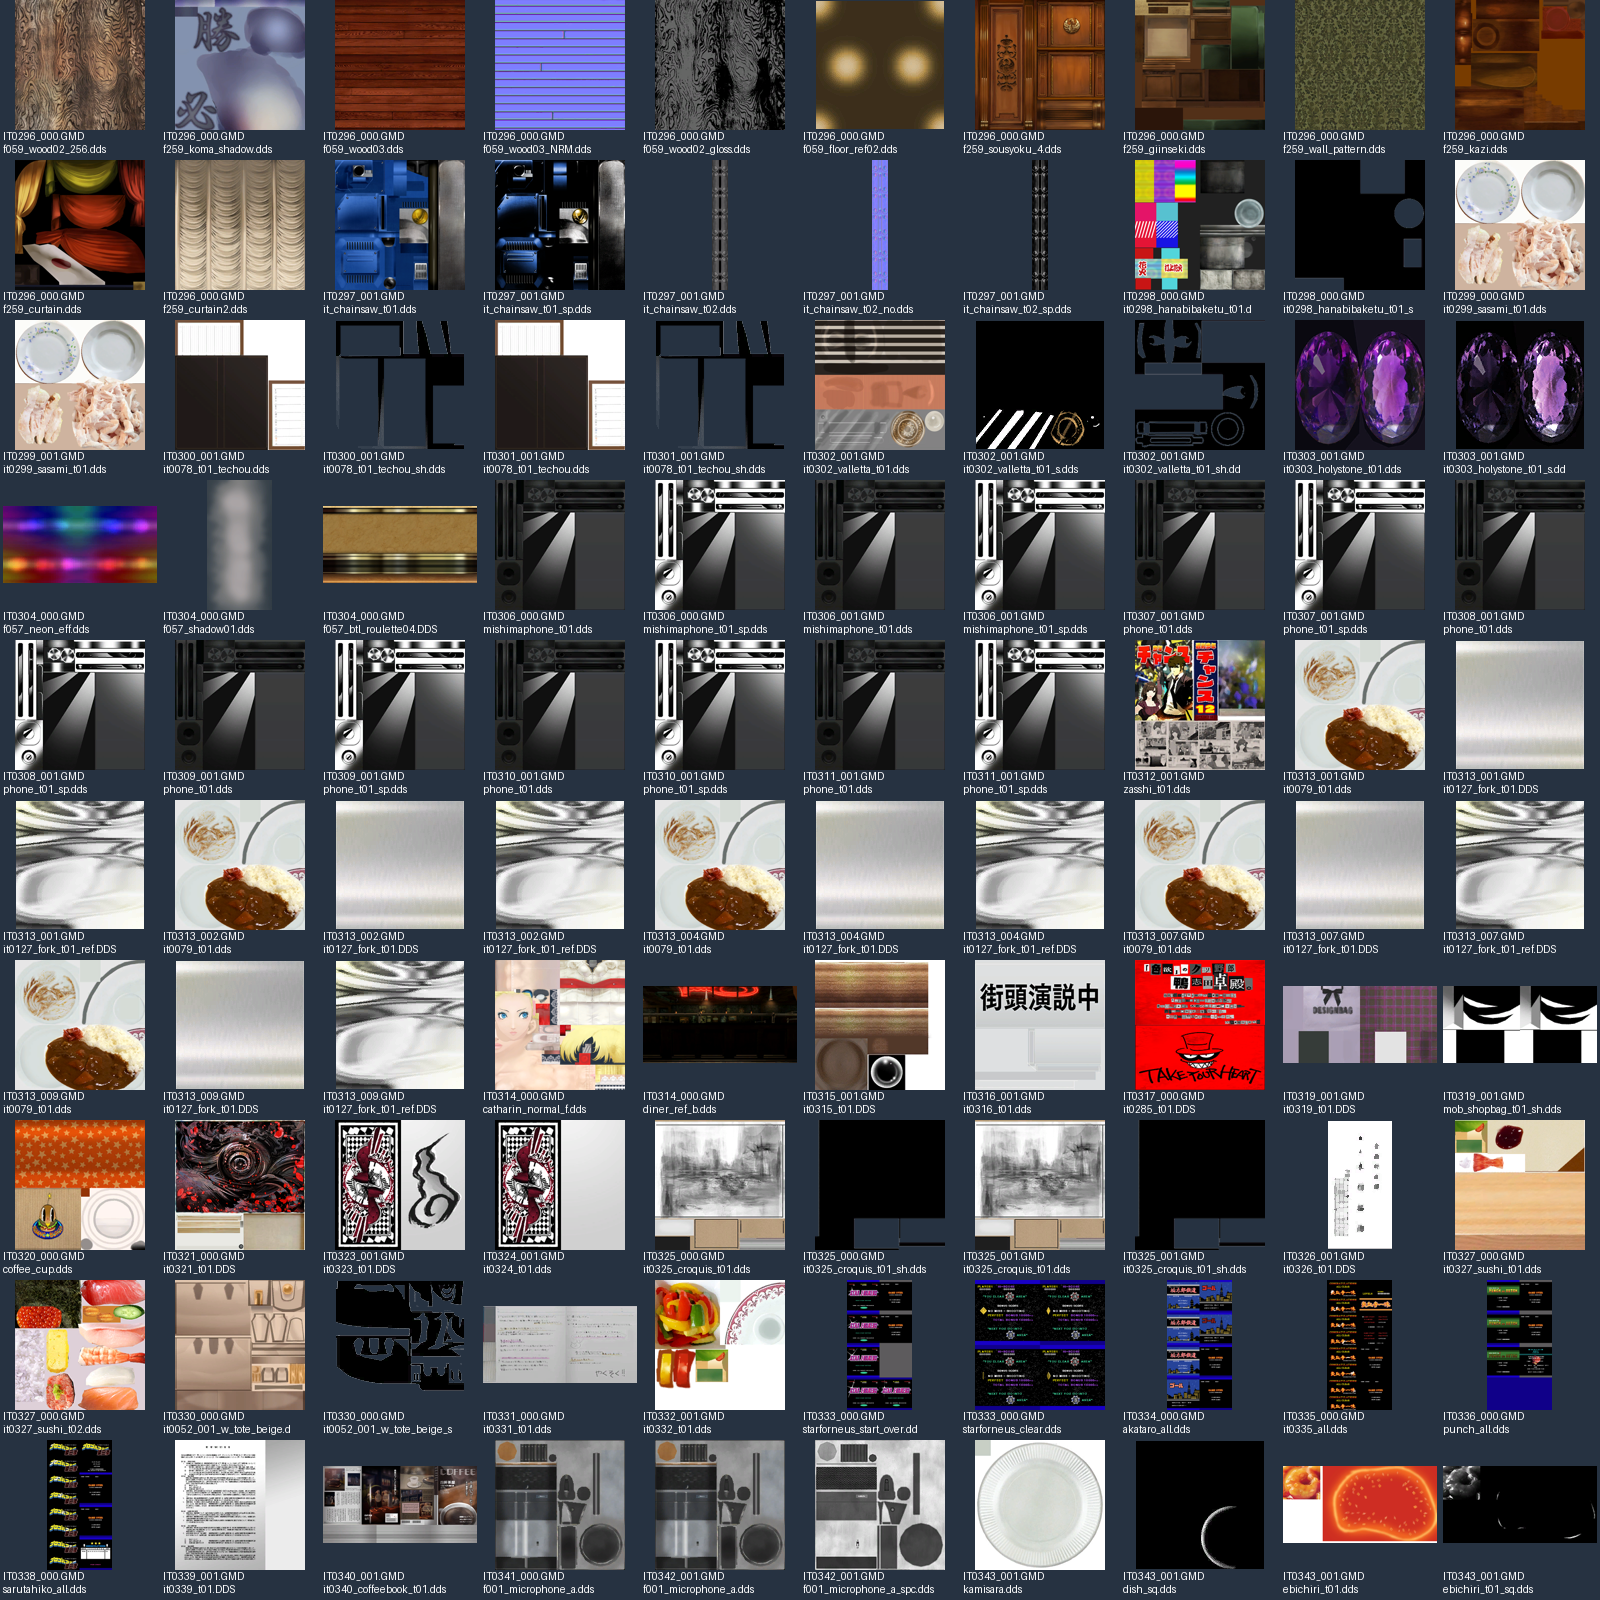 勝
必
IT0296_000.GMD
f059_wood02_256.dds
IT0296_000.GMD
f259_koma_shadow.dds
IT0296_000.GMD
f059_wood03.dds
IT0296_000.GMD
f059_wood03_NRM.dds
IT0296_000.GMD
f059_wood02_gloss.dds
IT0296_000.GMD
f059_floor_ref02.dds
IT0296_000.GMD
f259_sousyoku_4.dds
IT0296_000.GMD
f259_giinseki.dds
IT0296_000.GMD
f259_wall_pattern.dds
IT0296_000.GMD
f259_kazi.dds
IT0296_000.GMD
f259_curtain.dds
IT0296_000.GMD
f259_curtain2.dds
IT0297_001.GMD
it_chainsaw_t01.dds
IT0297_001.GMD
it_chainsaw_t01_sp.dds
IT0297_001.GMD
it_chainsaw_t02.dds
IT0297_001.GMD
it_chainsaw_t02_no.dds
IT0297_001.GMD
it_chainsaw_t02_sp.dds
IT0298_000.GMD
it0298_hanabibaketu_t01.d
IT0298_000.GMD
it0298_hanabibaketu_t01_s
IT0299_000.GMD
it0299_sasami_t01.dds
IT0299_001.GMD
it0299_sasami_t01.dds
IT0300_001.GMD
it0078_t01_techou.dds
IT0300_001.GMD
it0078_t01_techou_sh.dds
IT0301_001.GMD
it0078_t01_techou.dds
IT0301_001.GMD
it0078_t01_techou_sh.dds
IT0302_001.GMD
it0302_valletta_t01.dds
IT0302_001.GMD
it0302_valletta_t01_s.dds
IT0302_001.GMD
it0302_valletta_t01_sh.dd
IT0303_001.GMD
it0303_holystone_t01.dds
IT0303_001.GMD
it0303_holystone_t01_s.dd
IT0304_000.GMD
f057_neon_eff.dds
IT0304_000.GMD
f057_shadow01.dds
IT0304_000.GMD
f057_btl_roulette04.DDS
IT0306_000.GMD
mishimaphone_t01.dds
IT0306_000.GMD
mishimaphone_t01_sp.dds
IT0306_001.GMD
mishimaphone_t01.dds
IT0306_001.GMD
mishimaphone_t01_sp.dds
IT0307_001.GMD
phone_t01.dds
IT0307_001.GMD
phone_t01_sp.dds
IT0308_001.GMD
phone_t01.dds
IT0308_001.GMD
phone_t01_sp.dds
IT0309_001.GMD
phone_t01.dds
IT0309_001.GMD
phone_t01_sp.dds
IT0310_001.GMD
phone_t01.dds
IT0310_001.GMD
phone_t01_sp.dds
IT0311_001.GMD
phone_t01.dds
IT0311_001.GMD
phone_t01_sp.dds
チャンス
チャンス
12
IT0312_001.GMD
zasshi_t01.dds
IT0313_001.GMD
it0079_t01.dds
IT0313_001.GMD
it0127_fork_t01.DDS
IT0313_001.GMD
it0127_fork_t01_ref.DDS
IT0313_002.GMD
it0079_t01.dds
IT0313_002.GMD
it0127_fork_t01.DDS
IT0313_002.GMD
it0127_fork_t01_ref.DDS
IT0313_004.GMD
it0079_t01.dds
IT0313_004.GMD
it0127_fork_t01.DDS
IT0313_004.GMD
it0127_fork_t01_ref.DDS
IT0313_007.GMD
it0079_t01.dds
IT0313_007.GMD
it0127_fork_t01.DDS
IT0313_007.GMD
it0127_fork_t01_ref.DDS
IT0313_009.GMD
it0079_t01.dds
IT0313_009.GMD
it0127_fork_t01.DDS
IT0313_009.GMD
it0127_fork_t01_ref.DDS
IT0314_000.GMD
catharin_normal_f.dds
IT0314_000.GMD
diner_ref_b.dds
IT0315_001.GMD
it0315_t01.DDS
街頭演説中
IT0316_001.GMD
it0316_t01.dds
TAKE YOUR HEART
IT0317_000.GMD
it0285_t01.DDS
DESIGNBAG
IT0319_001.GMD
it0319_t01.DDS
IT0319_001.GMD
mob_shopbag_t01_sh.dds
IT0320_000.GMD
coffee_cup.dds
IT0321_000.GMD
it0321_t01.DDS
IT0323_001.GMD
it0323_t01.DDS
IT0324_001.GMD
it0324_t01.dds
IT0325_000.GMD
it0325_croquis_t01.dds
IT0325_000.GMD
it0325_croquis_t01_sh.dds
IT0325_001.GMD
it0325_croquis_t01.dds
IT0325_001.GMD
it0325_croquis_t01_sh.dds
IT0326_001.GMD
it0326_t01.DDS
IT0327_000.GMD
it0327_sushi_t01.dds
IT0327_000.GMD
it0327_sushi_t02.dds
IT0330_000.GMD
it0052_001_w_tote_beige.d
IT0330_000.GMD
it0052_001_w_tote_beige_s
IT0331_000.GMD
it0331_t01.dds
IT0332_001.GMD
it0332_t01.dds
IT0333_000.GMD
starforneus_start_over.dd
IT0333_000.GMD
starforneus_clear.dds
IT0334_000.GMD
akataro_all.dds
IT0335_000.GMD
it0335_all.dds
IT0336_000.GMD
punch_all.dds
IT0338_000.GMD
sarutahiko_all.dds
IT0339_001.GMD
it0339_t01.DDS
COFFEE
IT0340_001.GMD
it0340_coffeebook_t01.dds
IT0341_000.GMD
f001_microphone_a.dds
IT0342_001.GMD
f001_microphone_a.dds
IT0342_001.GMD
f001_microphone_a_spc.dds
IT0343_001.GMD
kamisara.dds
IT0343_001.GMD
dish_sq.dds
IT0343_001.GMD
ebichiri_t01.dds
IT0343_001.GMD
ebichiri_t01_sq.dds